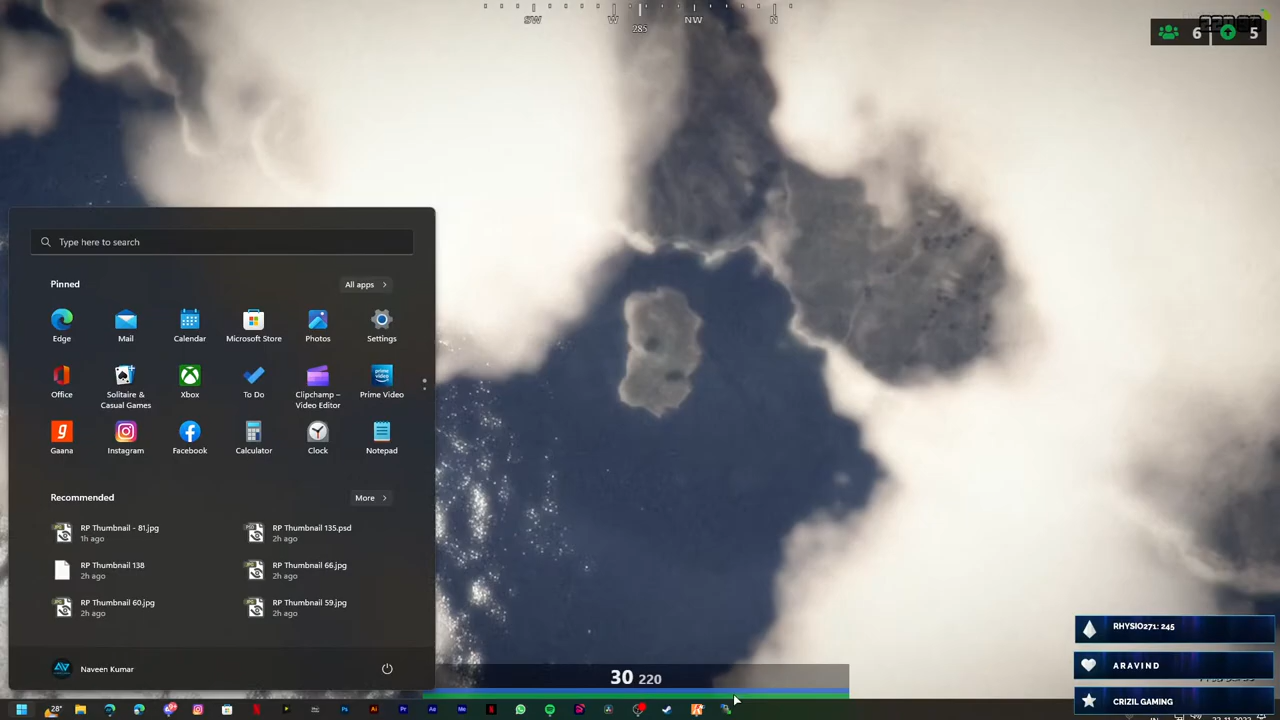 SW
W
NW
N
285
6
5
Type here to search
Pinned
All apps
Edge
Mail
Calendar
Microsoft Store
Photos
Settings
Office
Solitaire & Casual Games
Xbox
To Do
Clipchamp – Video Editor
Prime Video
Gaana
Instagram
Facebook
Calculator
Clock
Notepad
Recommended
More
RP Thumbnail - 81.jpg
1h ago
RP Thumbnail 135.psd
2h ago
RP Thumbnail 138
2h ago
RP Thumbnail 66.jpg
2h ago
RP Thumbnail 60.jpg
2h ago
RP Thumbnail 59.jpg
2h ago
Naveen Kumar
30 220
RHYSIO271: 245
ARAVIND
CRIZIL GAMING
28°